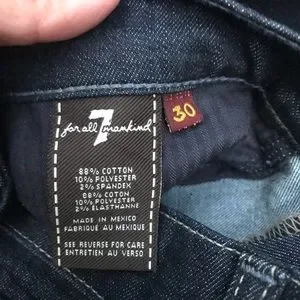 7
for all mankind
30
88% COTTON
10% POLYESTER
2% SPANDEX
88% COTON
10% POLYESTER
2% ÉLASTHANNE
MADE IN MEXICO
FABRIQUÉ AU MEXIQUE
SEE REVERSE FOR CARE
ENTRETIEN AU VERSO